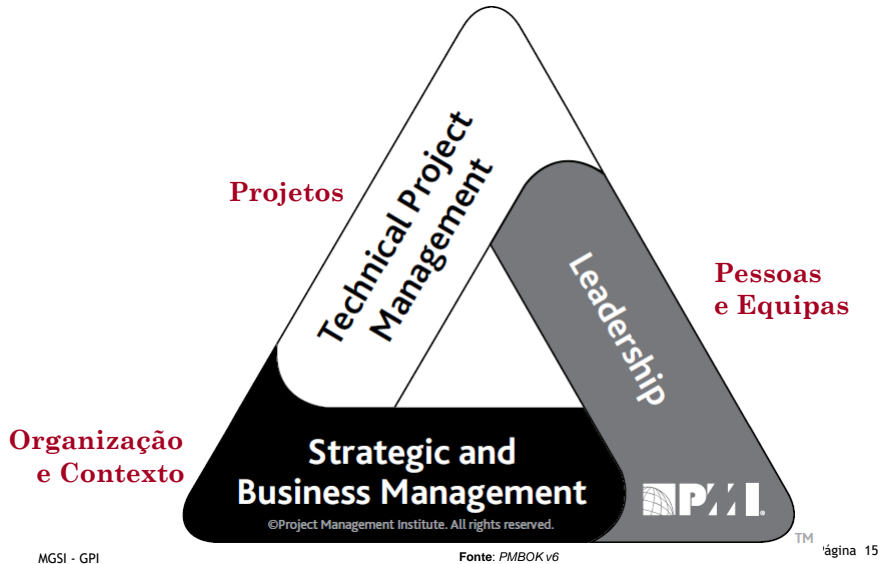 Projetos
Technical Project
Management
Leadership
Pessoas
e Equipas
Organização
e Contexto
Strategic and
Business Management
©Project Management Institute. All rights reserved.
PMI.
TM
MGSI - GPI
Fonte: PMBOK v6
ágina 15